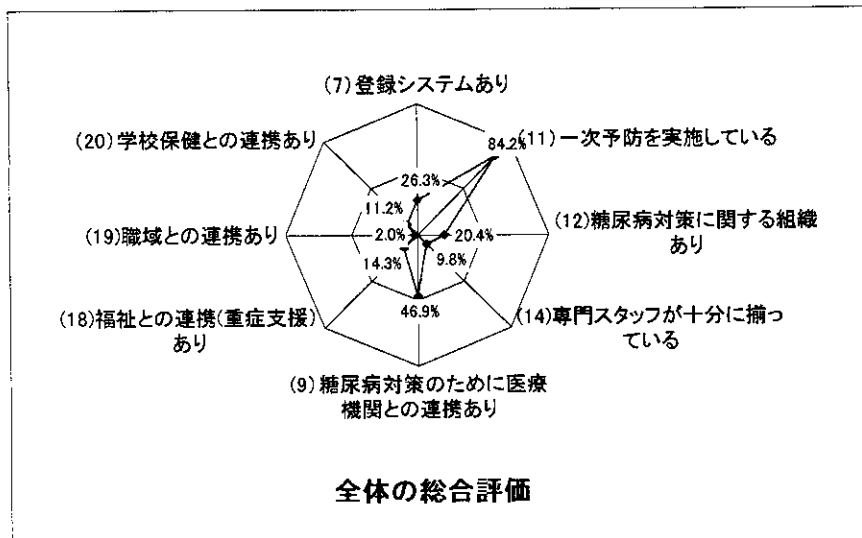 (7)登録システムあり
(20)学校保健との連携あり
84.2%
(11)一次予防を実施している
26.3%
11.2%
(19)職域との連携あり
2.0%
20.4%
(12)糖尿病対策に関する組織
あり
14.3%
9.8%
(18)福祉との連携(重症支援)
あり
46.9%
(14)専門スタッフが十分に揃っ
ている
(9)糖尿病対策のために医療
機関との連携あり
全体の総合評価